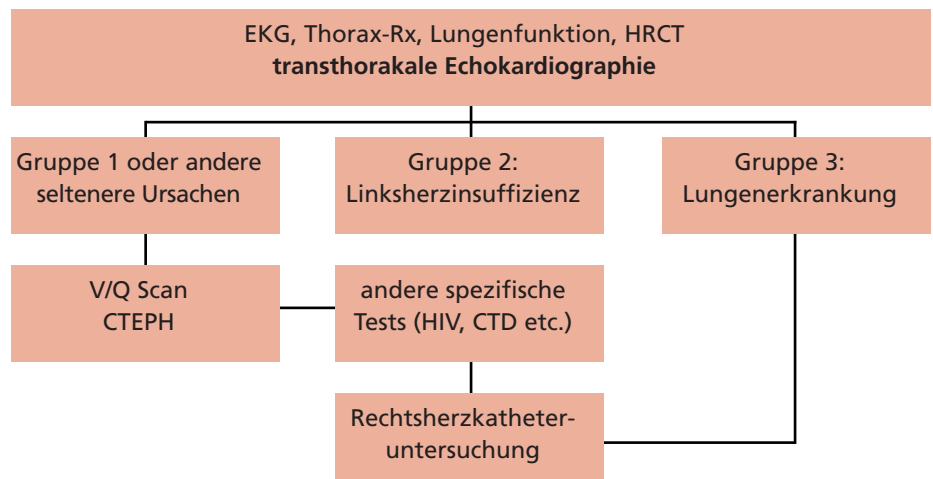 EKG, Thorax-Rx, Lungenfunktion, HRCT
transthorakale Echokardiographie
Gruppe 1 oder andere
seltenere Ursachen
Gruppe 2:
Linksherzinsuffizienz
Gruppe 3:
Lungenerkrankung
V/Q Scan
CTEPH
andere spezifische
Tests (HIV, CTD etc.)
Rechtsherzkatheter-
untersuchung